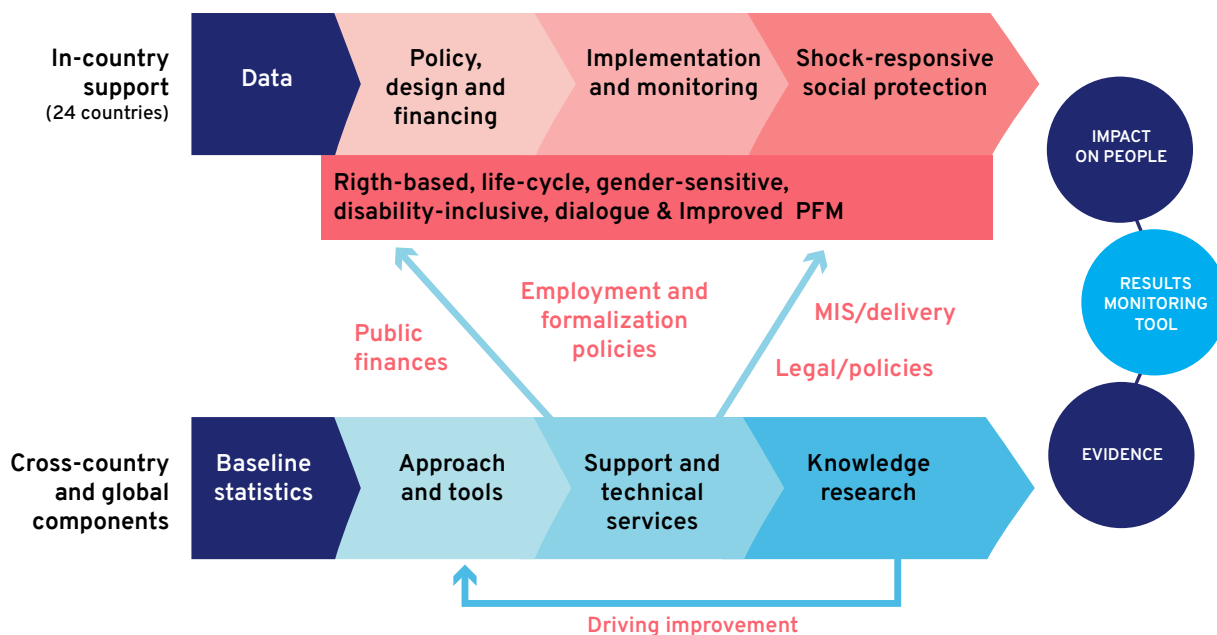 In-country
support
(24 countries)
Data
Policy,
design and
financing
Implementation
and monitoring
Shock-responsive
social protection
Rigth-based, life-cycle, gender-sensitive,
disability-inclusive, dialogue & Improved PFM
IMPACT
ON PEOPLE
RESULTS
MONITORING
TOOL
EVIDENCE
Public
finances
Employment and
formalization
policies
MIS/delivery
Legal/policies
Cross-country
and global
components
Baseline
statistics
Approach
and tools
Support and
technical
services
Knowledge
research
Driving improvement